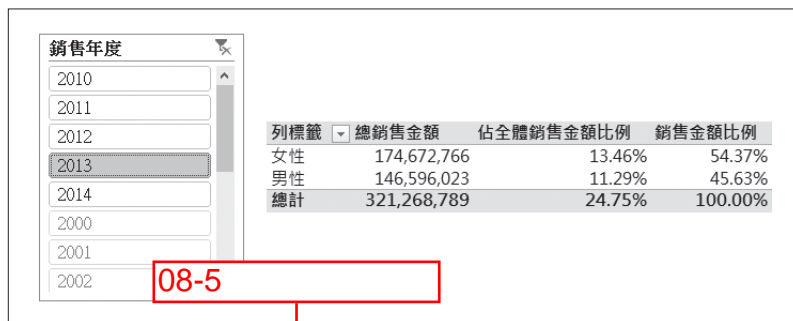 銷售年度
2010
2011
2012
2013
2014
2000
2001
2002
列標籤 總銷售金額 佔全體銷售金額比例 銷售金額比例
女性 174,672,766 13.46% 54.37%
男性 146,596,023 11.29% 45.63%
總計 321,268,789 24.75% 100.00%
08-5